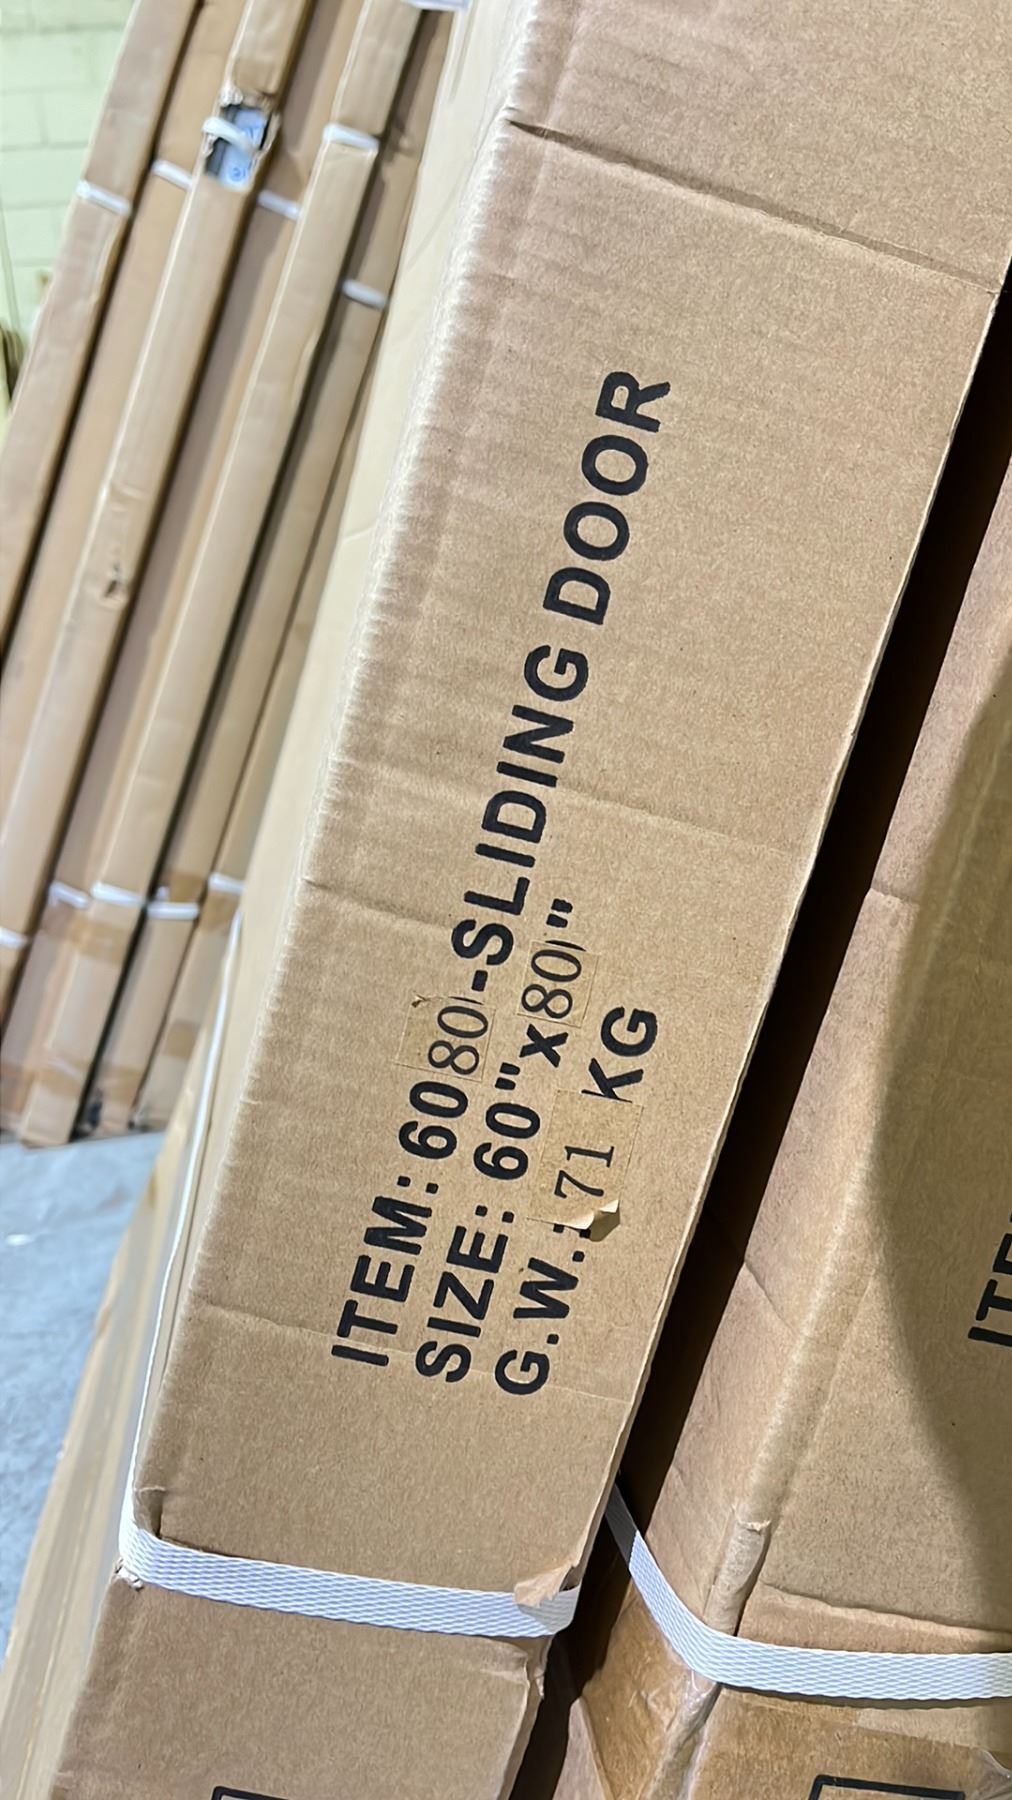 ITEM: 6080-SLIDING DOOR
SIZE: 60"x80"
G.W.: 71 KG